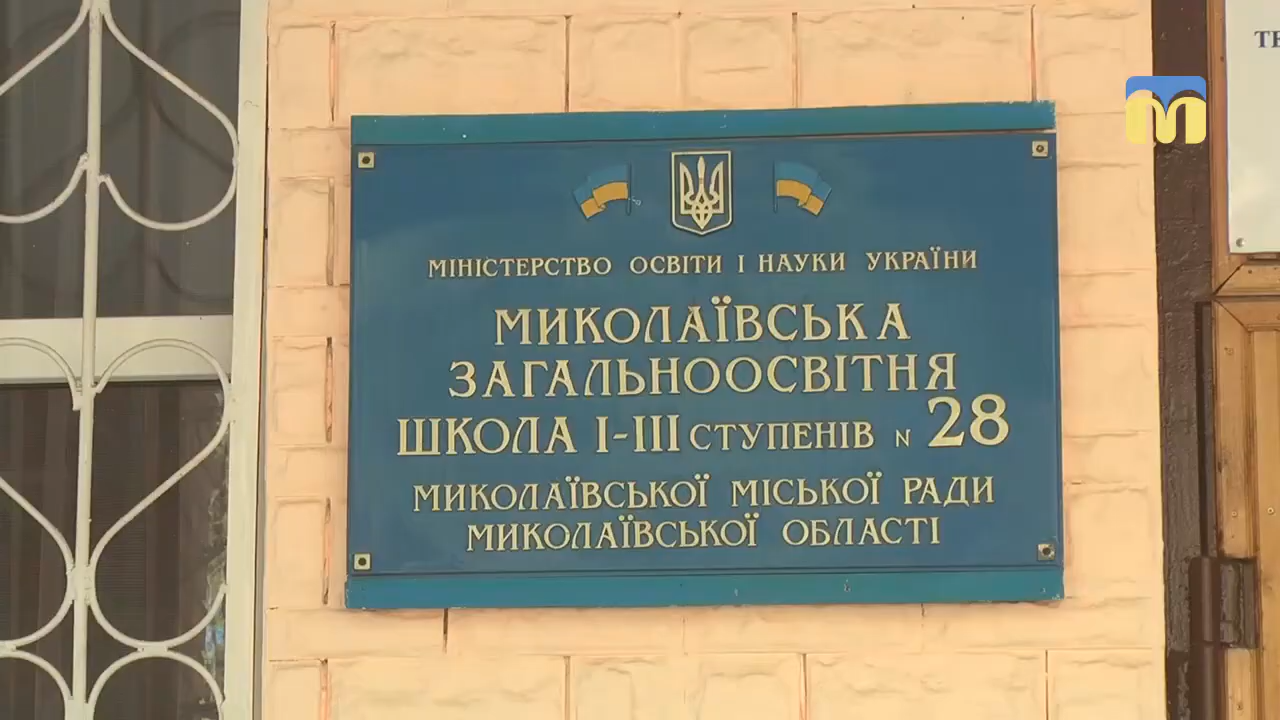 МІНІСТЕРСТВО ОСВІТИ І НАУКИ УКРАЇНИ
МИКОЛАЇВСЬКА
ЗАГАЛЬНООСВІТНЯ
ШКОЛА І-ІІІ СТУПЕНІВ N 28
МИКОЛАЇВСЬКОЇ МІСЬКОЇ РАДИ
МИКОЛАЇВСЬКОЇ ОБЛАСТІ